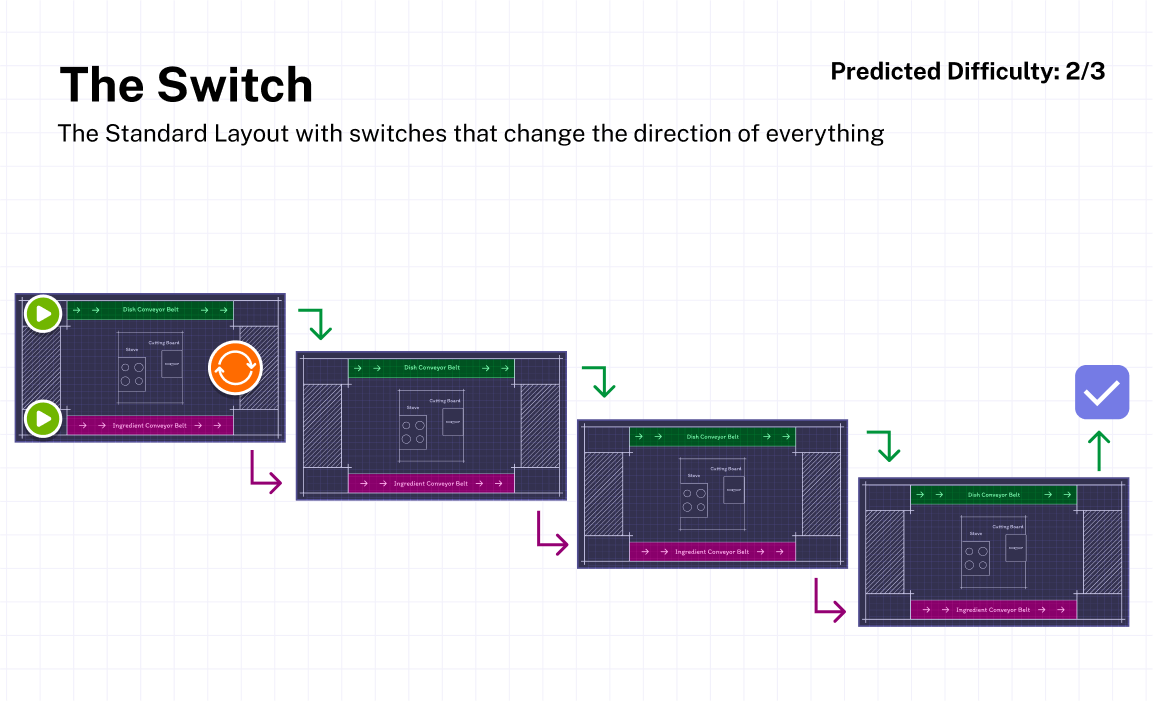 The Switch
Predicted Difficulty: 2/3
The Standard Layout with switches that change the direction of everything
Dish Conveyor Belt
Cutting Board
Stove
Ingredient Conveyor Belt
Dish Conveyor Belt
Cutting Board
Stove
Ingredient Conveyor Belt
Dish Conveyor Belt
Cutting Board
Stove
Ingredient Conveyor Belt
Dish Conveyor Belt
Cutting Board
Stove
Ingredient Conveyor Belt